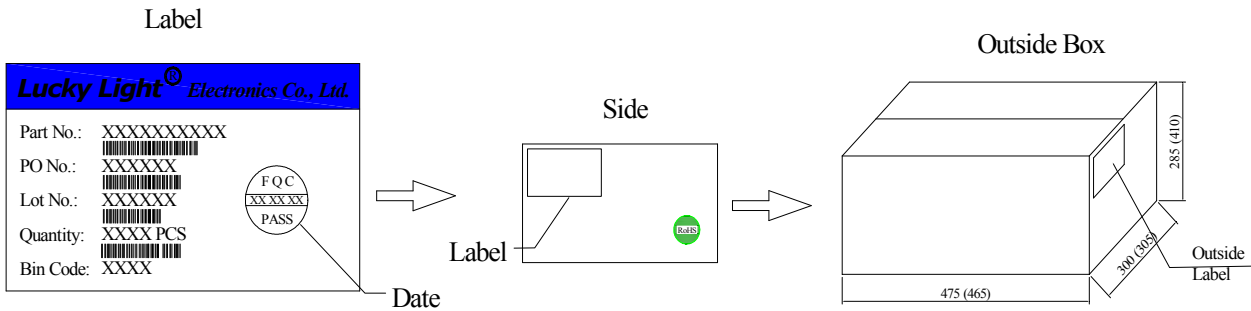 Label
Lucky Light® Electronics Co., Ltd.
Part No.: XXXXXXXXXX
PO No.: XXXXXX
Lot No.: XXXXXX
Quantity: XXXX PCS
Bin Code: XXXX
F Q C
XX XX XX
PASS
Date
Side
Label
RoHS
Outside Box
285 (410)
300 (305)
475 (465)
Outside
Label